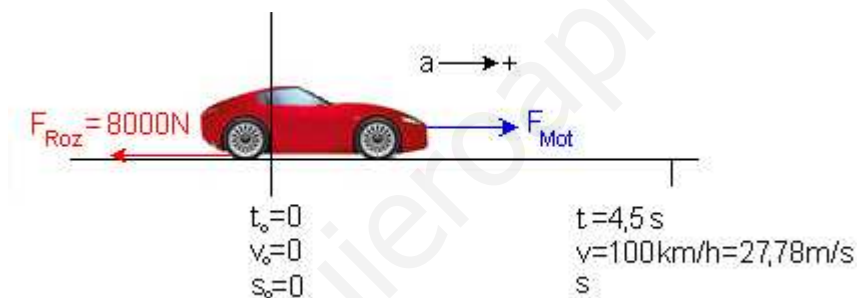 a +
F_Roz = 8000N
F_Mot
t₀=0
v₀=0
s₀=0
t=4,5 s
v=100km/h=27,78m/s
s